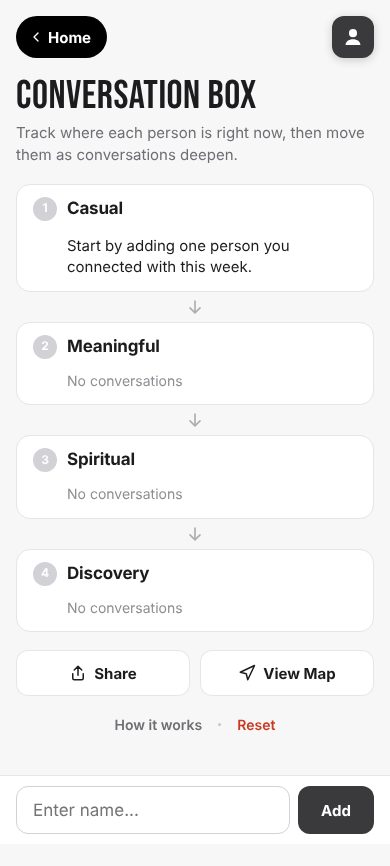 Home
CONVERSATION BOX
Track where each person is right now, then move
them as conversations deepen.
1 Casual
Start by adding one person you
connected with this week.
2 Meaningful
No conversations
3 Spiritual
No conversations
4 Discovery
No conversations
Share View Map
How it works · Reset
Enter name... Add